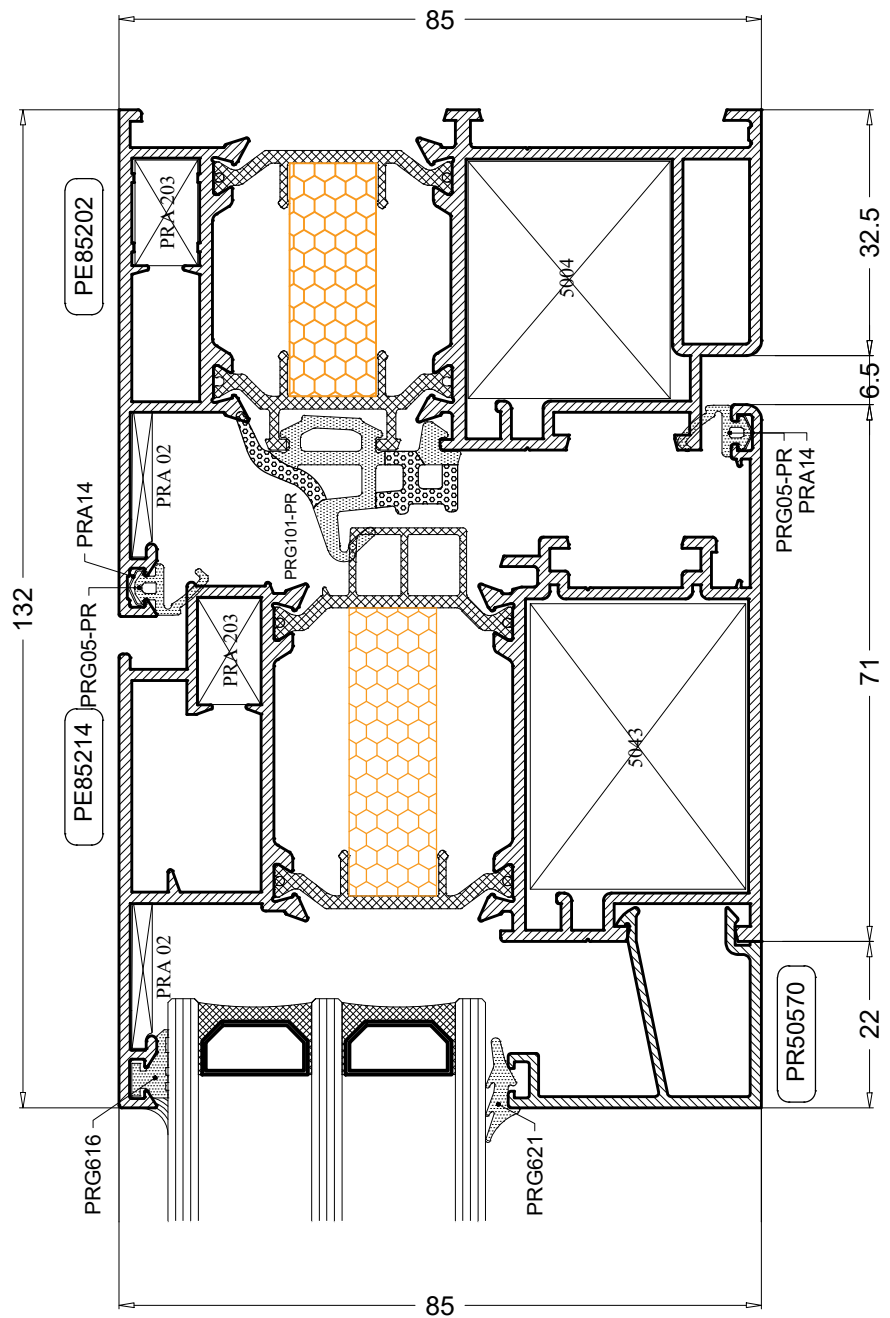 85
PE85202
PRA 203
5004
32.5
6.5
PRA 02
PRA14
PRG05-PR
PRG101-PR
PRG05-PR
PRA14
132
PRA 203
PE85214
5043
71
PRA 02
PR50570
22
PRG616
PRG621
85